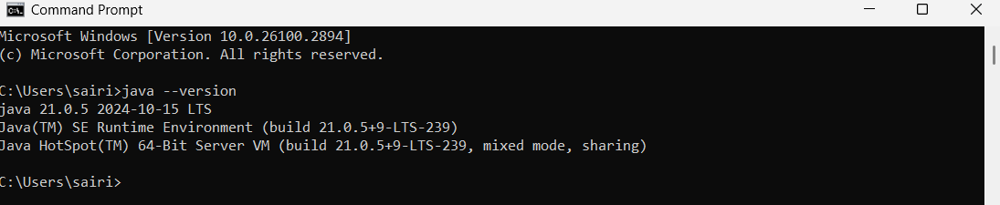 Command Prompt
Microsoft Windows [Version 10.0.26100.2894]
(c) Microsoft Corporation. All rights reserved.
C:\Users\sairi>java --version
java 21.0.5 2024-10-15 LTS
Java(TM) SE Runtime Environment (build 21.0.5+9-LTS-239)
Java HotSpot(TM) 64-Bit Server VM (build 21.0.5+9-LTS-239, mixed mode, sharing)
C:\Users\sairi>